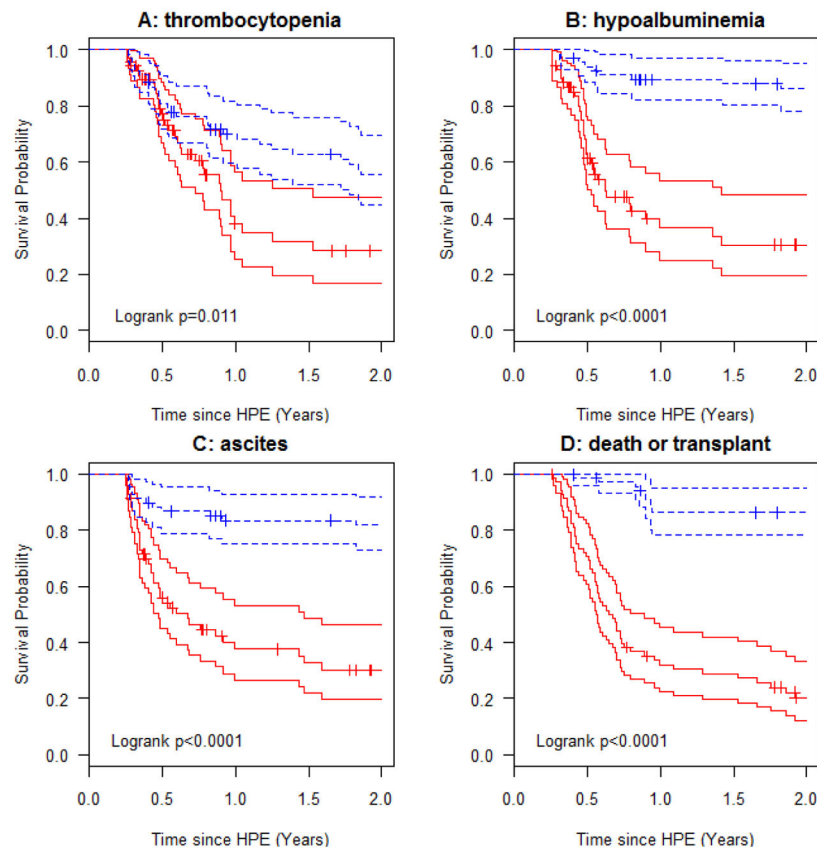 A: thrombocytopenia
B: hypoalbuminemia
Survival Probability
1.0
0.8
0.6
0.4
0.2
0.0
Logrank p=0.011
0.0 0.5 1.0 1.5 2.0
Time since HPE (Years)
Survival Probability
1.0
0.8
0.6
0.4
0.2
0.0
Logrank p<0.0001
0.0 0.5 1.0 1.5 2.0
Time since HPE (Years)
C: ascites
D: death or transplant
Survival Probability
1.0
0.8
0.6
0.4
0.2
0.0
Logrank p<0.0001
0.0 0.5 1.0 1.5 2.0
Time since HPE (Years)
Survival Probability
1.0
0.8
0.6
0.4
0.2
0.0
Logrank p<0.0001
0.0 0.5 1.0 1.5 2.0
Time since HPE (Years)